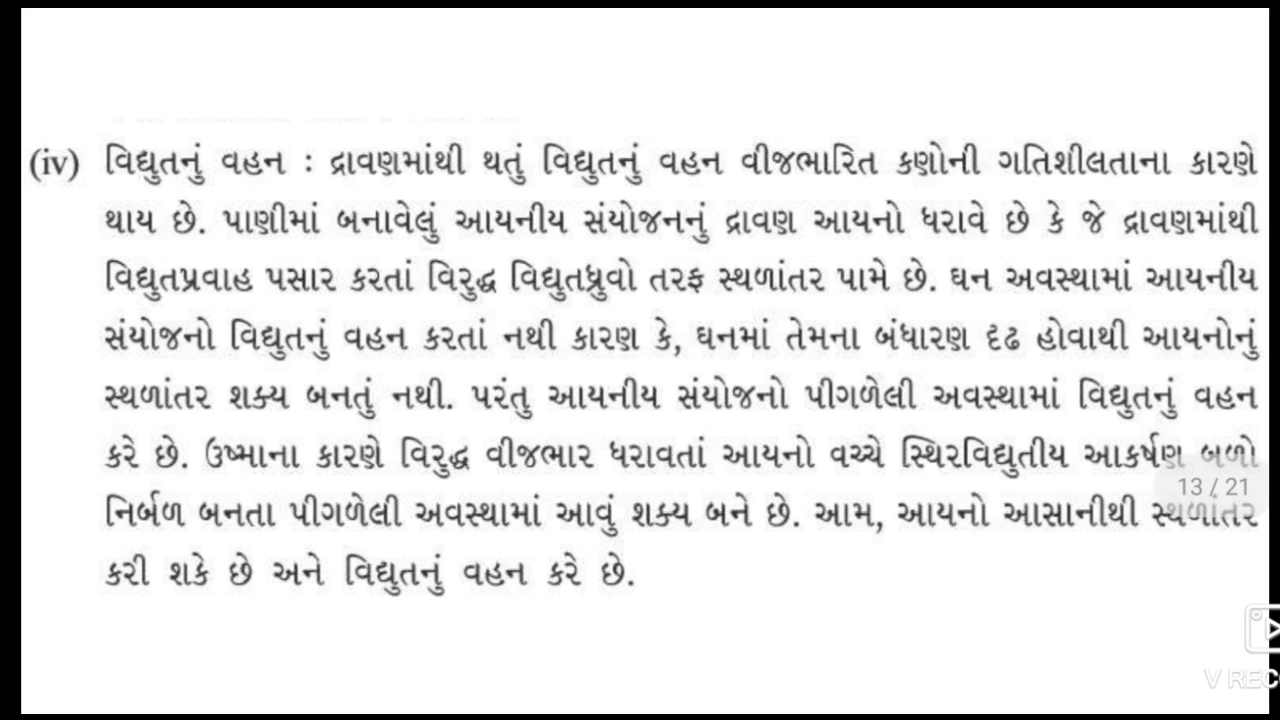 (iv) વિદ્યુતનું વહન : દ્રાવણમાંથી થતું વિદ્યુતનું વહન વીજભારિત કણોની ગતિશીલતાના કારણે
થાય છે. પાણીમાં બનાવેલું આયનીય સંયોજનનું દ્રાવણ આયનો ધરાવે છે કે જે દ્રાવણમાંથી
વિદ્યુતપ્રવાહ પસાર કરતાં વિરુદ્ધ વિદ્યુતધ્રુવો તરફ સ્થળાંતર પામે છે. ઘન અવસ્થામાં આયનીય
સંયોજનો વિદ્યુતનું વહન કરતાં નથી કારણ કે, ઘનમાં તેમના બંધારણ દૃઢ હોવાથી આયનોનું
સ્થળાંતર શક્ય બનતું નથી. પરંતુ આયનીય સંયોજનો પીગળેલી અવસ્થામાં વિદ્યુતનું વહન
કરે છે. ઉષ્માના કારણે વિરુદ્ધ વીજભાર ધરાવતાં આયનો વચ્ચે સ્થિરવિદ્યુતીય આકર્ષણ બળો
13 / 21
નિર્બળ બનતા પીગળેલી અવસ્થામાં આવું શક્ય બને છે. આમ, આયનો આસાનીથી સ્થળાંતર
કરી શકે છે અને વિદ્યુતનું વહન કરે છે.
V REC